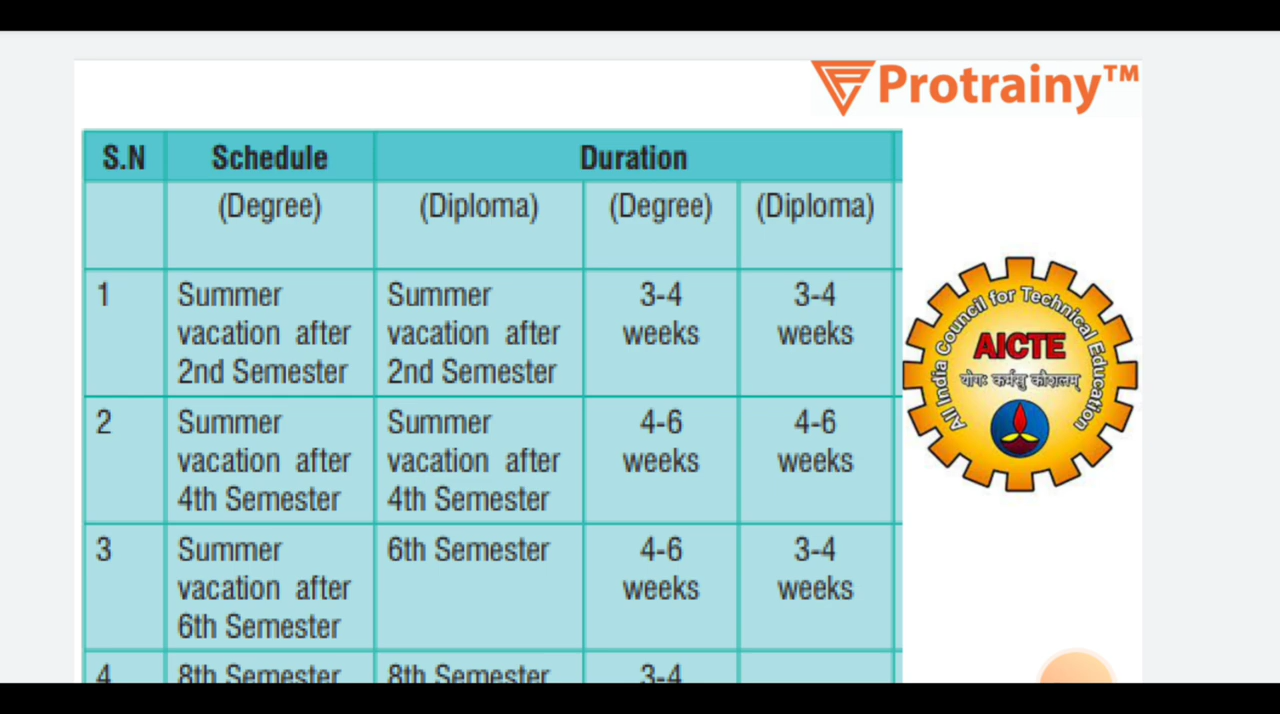 Protrainy™
S.N Schedule Duration
(Degree) (Diploma) (Degree) (Diploma)
1 Summer Summer 3-4 3-4
vacation after vacation after weeks weeks
2nd Semester 2nd Semester
2 Summer Summer 4-6 4-6
vacation after vacation after weeks weeks
4th Semester 4th Semester
3 Summer 6th Semester 4-6 3-4
vacation after weeks weeks
6th Semester
4 8th Semester 8th Semester 3-4
All India Council for Technical Education
AICTE
योगः कर्मसु कौशलम्